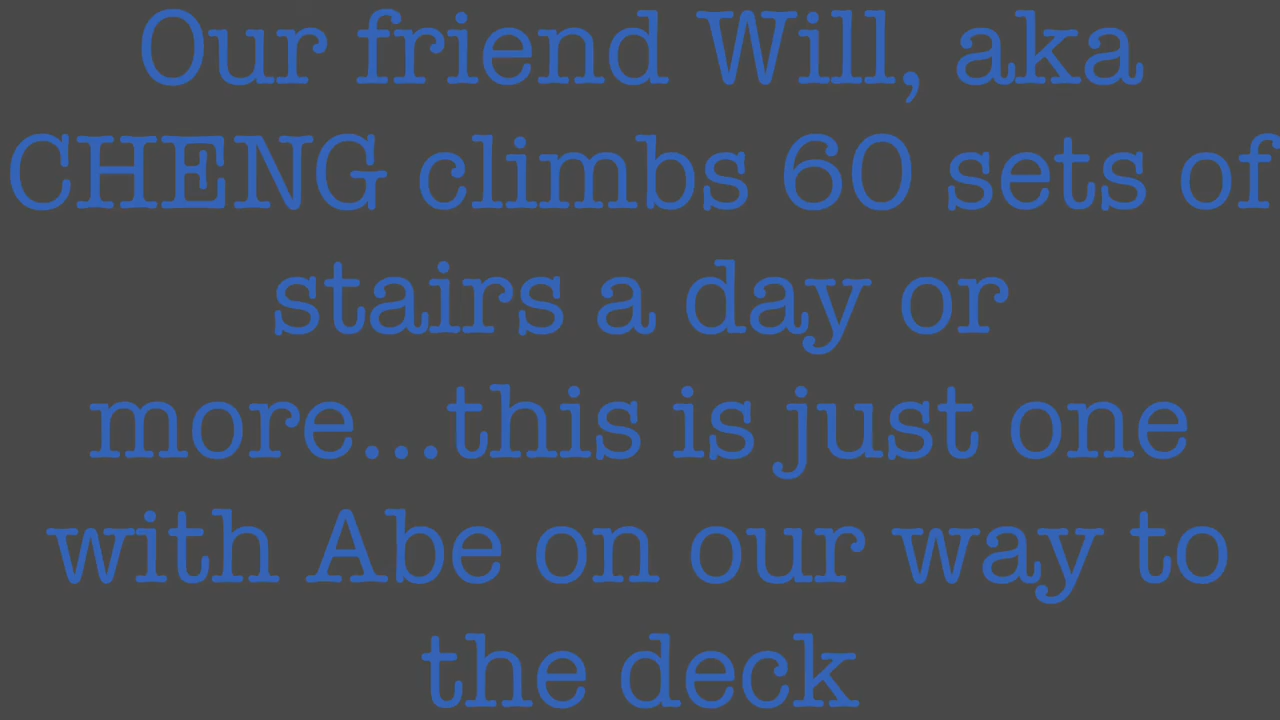 Our friend Will, aka
CHENG climbs 60 sets of
stairs a day or
more...this is just one
with Abe on our way to
the deck